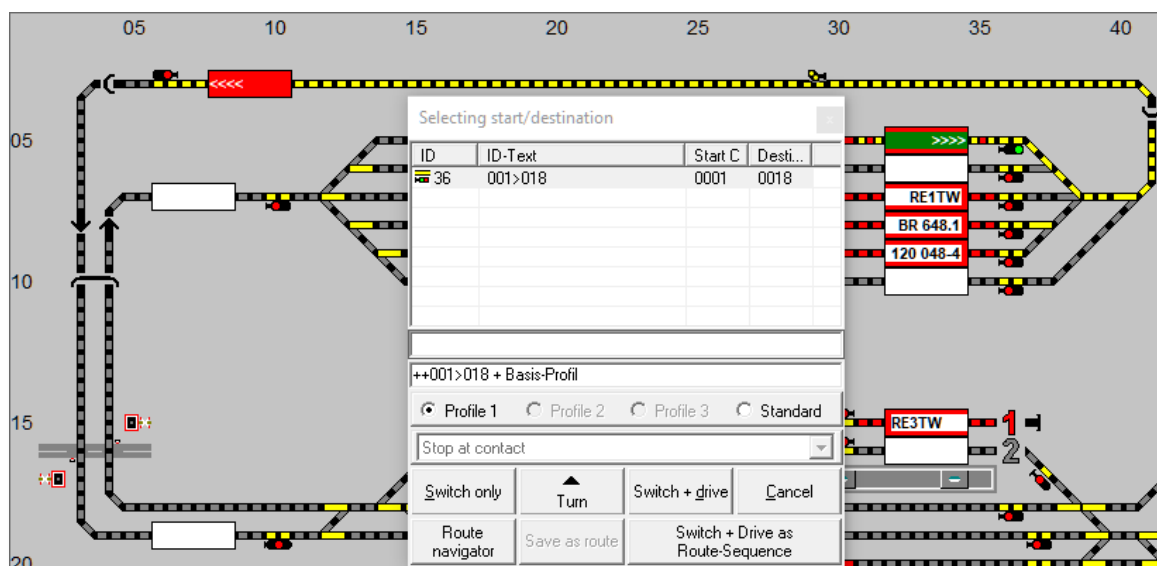 05 10 15 20 25 30 35 40
<<<<
Selecting start/destination
05
>>>>
ID ID-Text Start C Desti...
36 001>018 0001 0018
RE1TW
BR 648.1
120 048-4
10
++001>018 + Basis-Profil
Profile 1 Profile 2 Profile 3 Standard
15
RE3TW 1
Stop at contact
2
Switch only Turn Switch + drive Cancel
Route navigator Save as route Switch + Drive as Route-Sequence
20